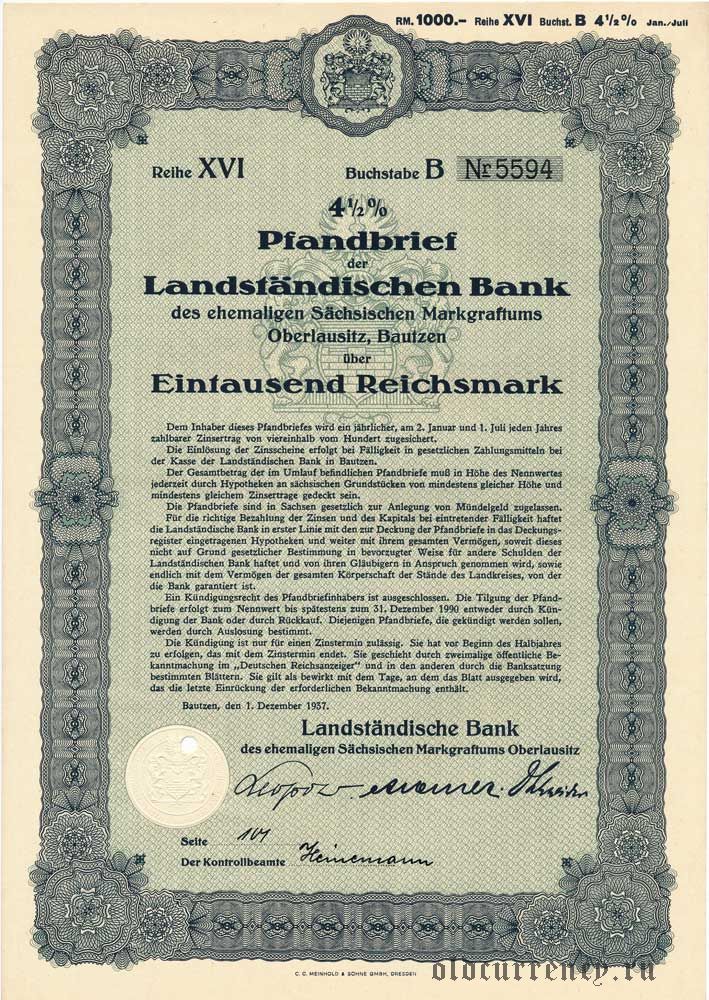 RM. 1000.- Reihe XVI Buchst. B 4½% Jan./Juli
Reihe XVI Buchstabe B Nr 5594
4½%
Pfandbrief
der
Landständischen Bank
des ehemaligen Sächsischen Markgraftums
Oberlausitz, Bautzen
über
Eintausend Reichsmark
Dem Inhaber dieses Pfandbriefes wird ein jährlicher, am 2. Januar und 1. Juli jeden Jahres
zahlbarer Zinsertrag von viereinhalb vom Hundert zugesichert.
Die Einlösung der Zinsscheine erfolgt bei Fälligkeit in gesetzlichen Zahlungsmitteln bei
der Kasse der Landständischen Bank in Bautzen.
Der Gesamtbetrag der im Umlauf befindlichen Pfandbriefe muß in Höhe des Nennwertes
jederzeit durch Hypotheken an sächsischen Grundstücken von mindestens gleicher Höhe und
mindestens gleichem Zinsertrage gedeckt sein.
Die Pfandbriefe sind in Sachsen gesetzlich zur Anlegung von Mündelgeld zugelassen.
Für die richtige Bezahlung der Zinsen und des Kapitals bei eintretender Fälligkeit haftet
die Landständische Bank in erster Linie mit den zur Deckung der Pfandbriefe in das Deckungs-
register eingetragenen Hypotheken und weiter mit ihrem gesamten Vermögen, soweit dieses
nicht auf Grund gesetzlicher Bestimmung in bevorzugter Weise für andere Schulden der
Landständischen Bank haftet und von ihren Gläubigern in Anspruch genommen wird, sowie
endlich mit dem Vermögen der gesamten Körperschaft der Stände des Landkreises, von der
die Bank garantiert ist.
Ein Kündigungsrecht des Pfandbriefinhabers ist ausgeschlossen. Die Tilgung der Pfand-
briefe erfolgt zum Nennwert bis spätestens zum 31. Dezember 1990 entweder durch Kün-
digung der Bank oder durch Rückkauf. Diejenigen Pfandbriefe, die gekündigt werden sollen,
werden durch Auslosung bestimmt.
Die Kündigung ist nur für einen Zinstermin zulässig. Sie hat vor Beginn des Halbjahres
zu erfolgen, das mit dem Zinstermin endet. Sie geschieht durch zweimalige öffentliche Be-
kanntmachung im „Deutschen Reichsanzeiger" und in den anderen durch die Banksatzung
bestimmten Blättern. Sie gilt als bewirkt mit dem Tage, an dem das Blatt ausgegeben wird,
das die letzte Einrückung der erforderlichen Bekanntmachung enthält.
Bautzen, den 1. Dezember 1937.
Landständische Bank
des ehemaligen Sächsischen Markgraftums Oberlausitz
Seite 101
Der Kontrollbeamte Heinemann
C. C. MEINHOLD & SÖHNE GMBH, DRESDEN
oldcurrency.ru